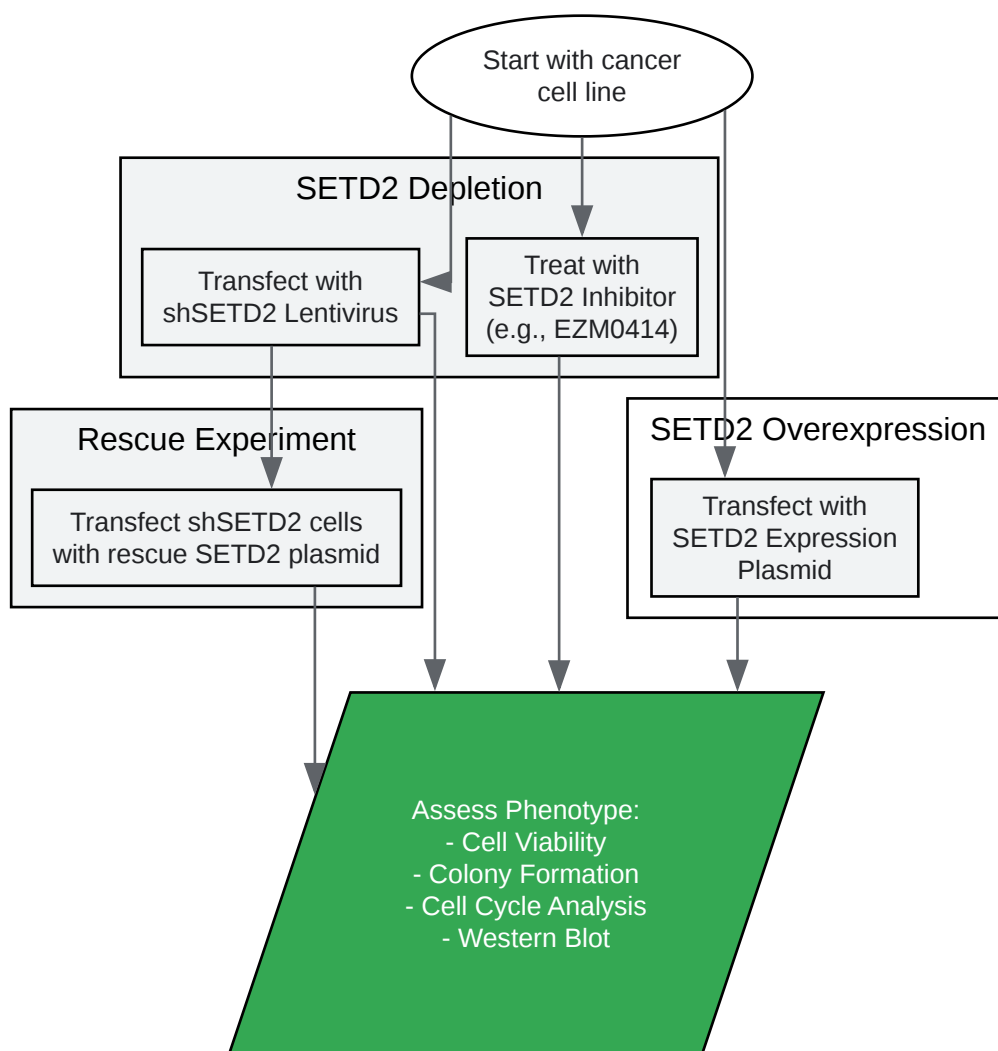 Start with cancer
cell line
SETD2 Depletion
Transfect with
shSETD2 Lentivirus
Treat with
SETD2 Inhibitor
(e.g., EZM0414)
Rescue Experiment
Transfect shSETD2 cells
with rescue SETD2 plasmid
SETD2 Overexpression
Transfect with
SETD2 Expression
Plasmid
Assess Phenotype:
- Cell Viability
- Colony Formation
- Cell Cycle Analysis
- Western Blot